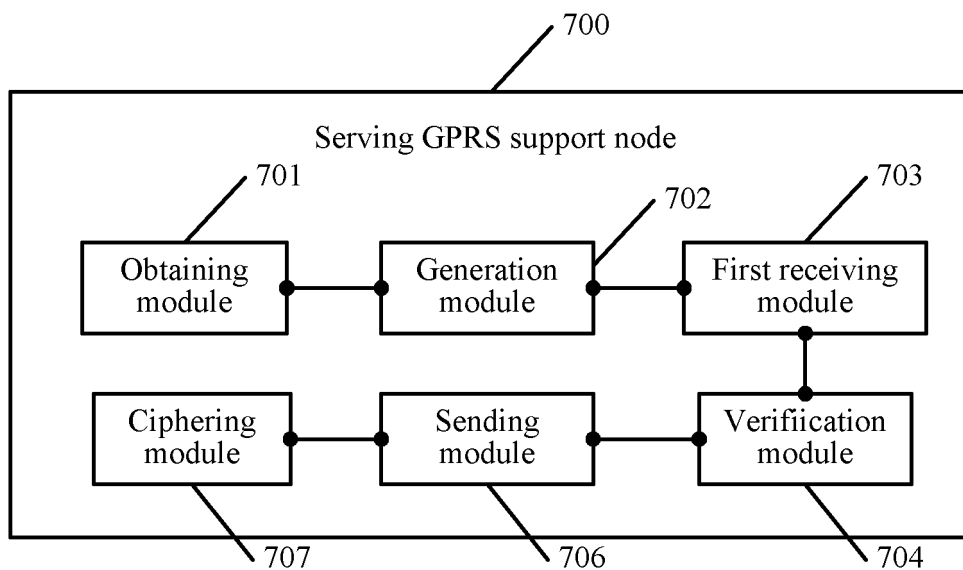 700
Serving GPRS support node
701
702
703
Obtaining
module
Generation
module
First receiving
module
Ciphering
module
Sending
module
Verifiication
module
707
706
704